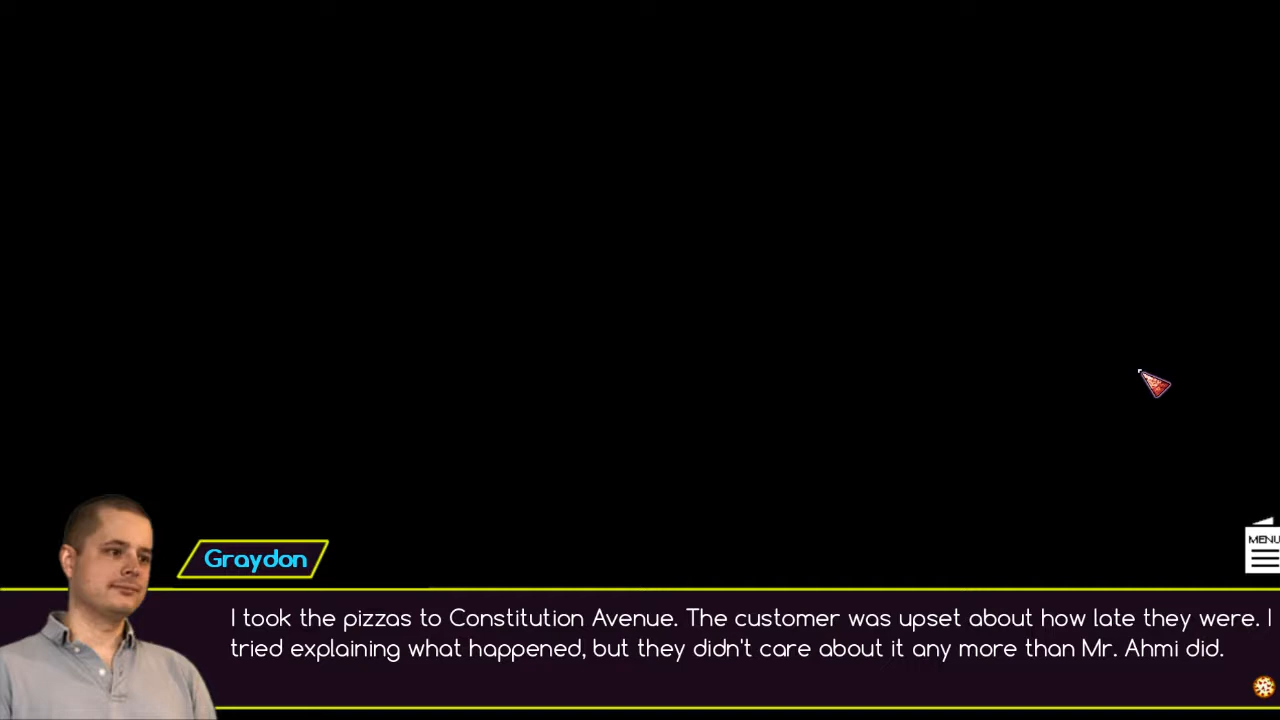 MENU
Graydon
I took the pizzas to Constitution Avenue. The customer was upset about how late they were. I
tried explaining what happened, but they didn't care about it any more than Mr. Ahmi did.